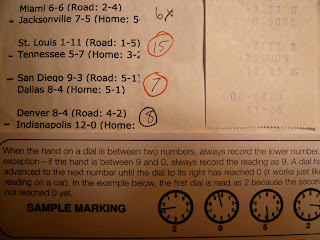 Miami 6-6 (Road: 2-4)
- Jacksonville 7-5 (Home: 5
6x
St. Louis 1-11 (Road: 1-5)
- Tennessee 5-7 (Home: 3-2
15
- San Diego 9-3 (Road: 5-1)
Dallas 8-4 (Home: 5-1)
7
Denver 8-4 (Road: 4-2)
- Indianapolis 12-0 (Home:
8
When the hand on a dial is between two numbers, always record the lower number,
exception—if the hand is between 9 and 0, always record the reading as 9. A dial ha
advanced to the next number until the dial to its right has reached 0 (it works just like
reading on a car). In the example below, the first dial is read as 2 because the secon
not reached 0 yet.
SAMPLE MARKING
2 9 5 2